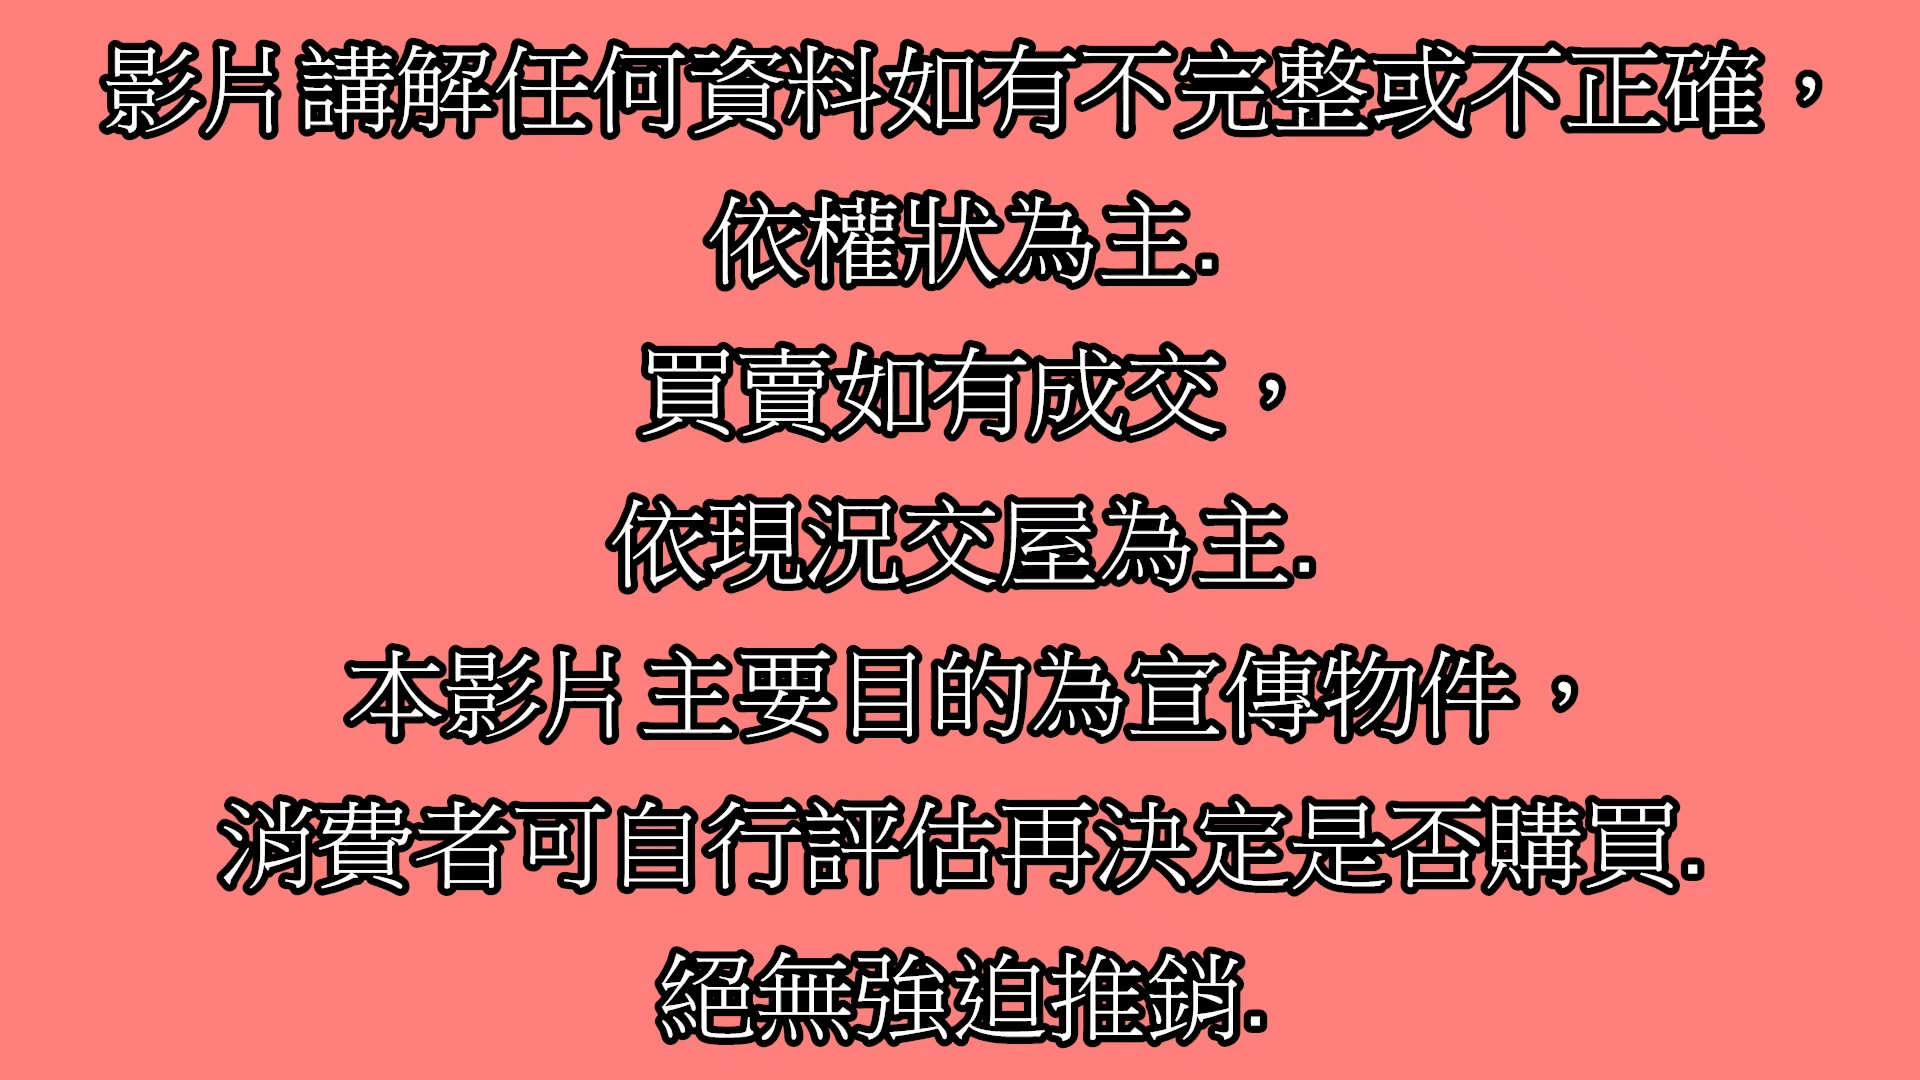 影片講解任何資料如有不完整或不正確，
依權狀為主.
買賣如有成交，
依現況交屋為主.
本影片主要目的為宣傳物件，
消費者可自行評估再決定是否購買.
絕無強迫推銷.